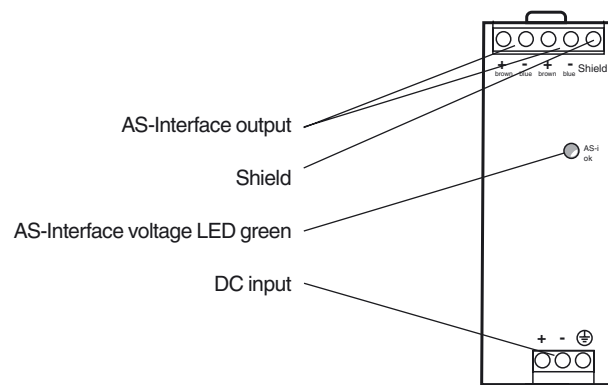 + - + - Shield
brown blue brown blue
AS-Interface output
AS-i
ok
Shield
AS-Interface voltage LED green
DC input
+ -